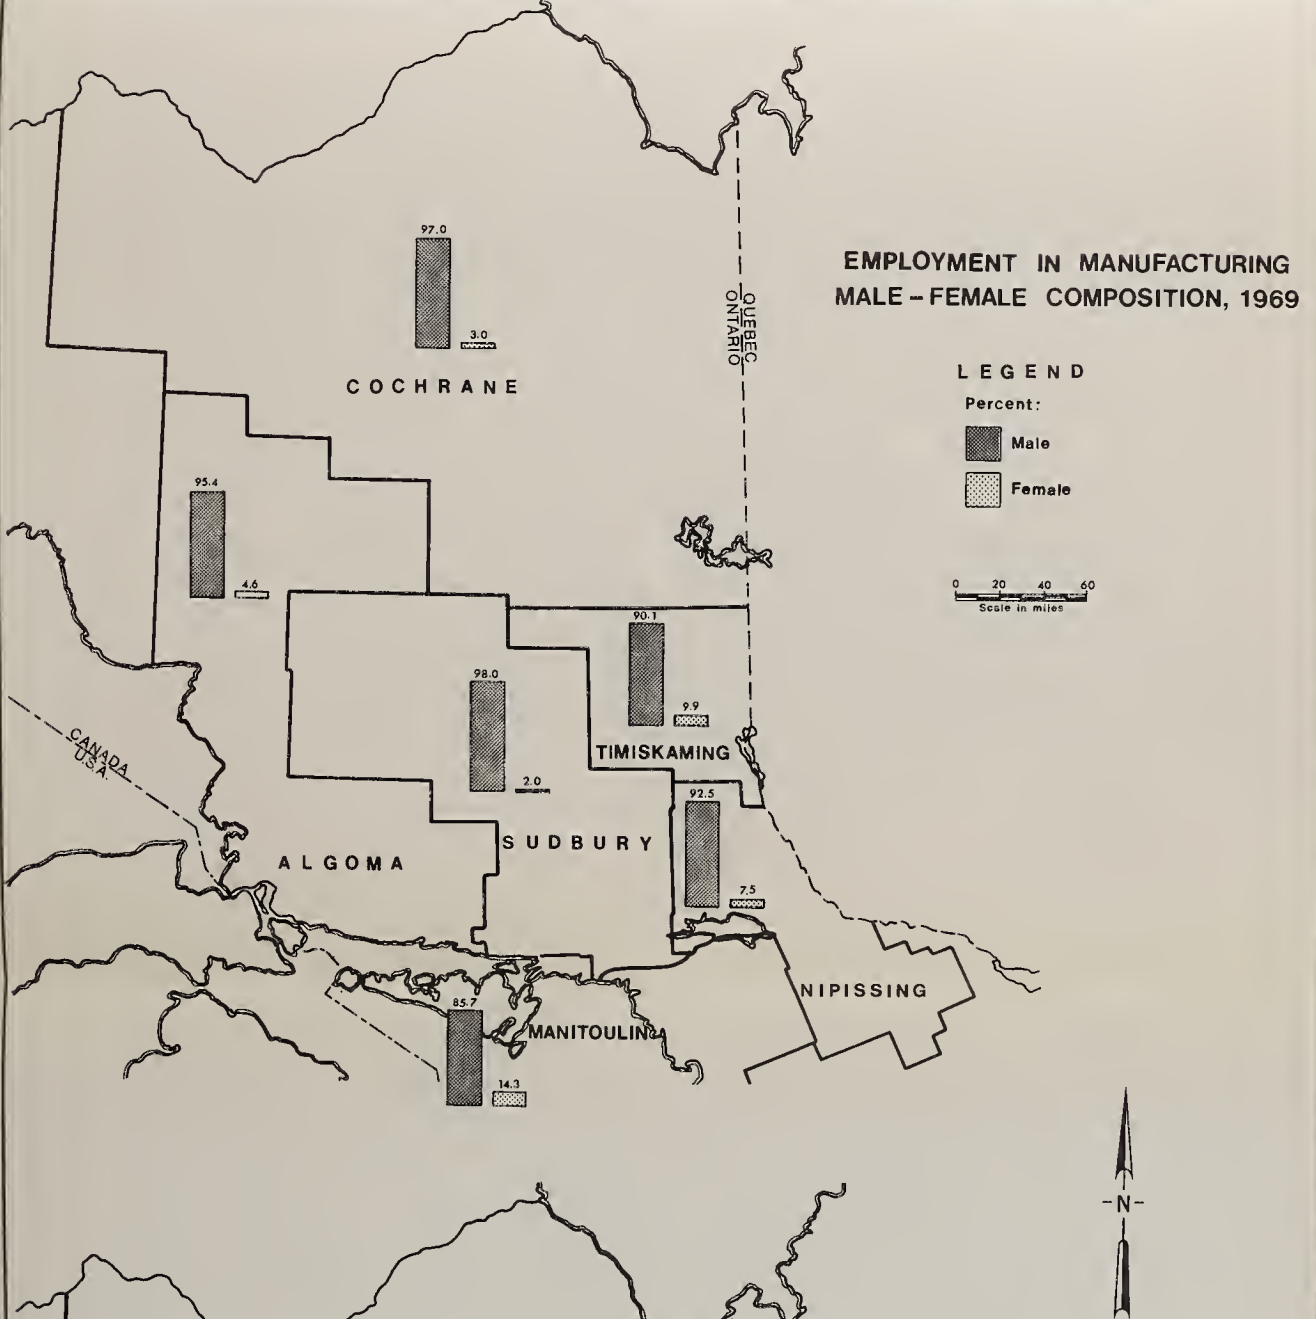 EMPLOYMENT IN MANUFACTURING
MALE – FEMALE COMPOSITION, 1969
LEGEND
Percent:
Male
Female
0 20 40 60
Scale in miles
97.0
3.0
COCHRANE
QUEBEC
ONTARIO
95.4
4.6
90.1
9.9
TIMISKAMING
98.0
2.0
SUDBURY
CANADA
U.S.A.
ALGOMA
92.5
7.5
NIPISSING
85.7
14.3
MANITOULIN
-N-